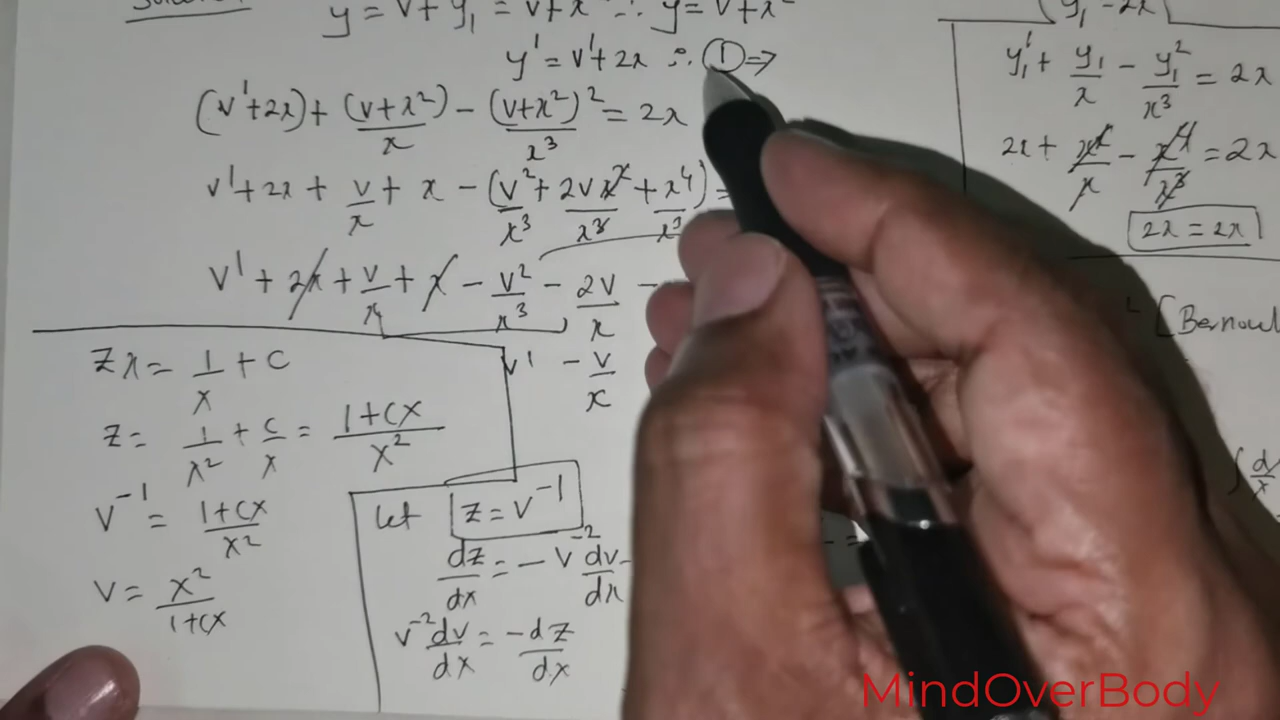 y = v + y₁ = v + x² ∴ y = v + x²
y' = v' + 2x ∴ ① ⇒
(v'+2x) + (v+x²)/x - (v+x²)²/x³ = 2x
v' + 2x + v/x + x - (v²/x³ + 2vx²/x³ + x⁴/x³) =
v' + 2x + v/x + x - v²/x³ - 2v/x -
v' - v/x
zx = 1/x + c
z = 1/x² + c/x = (1+cx)/x²
v⁻¹ = (1+cx)/x²
v = x²/(1+cx)
let z = v⁻¹
dz/dx = -v⁻² dv/dx
v⁻² dv/dx = -dz/dx
y₁' + y₁/x - y₁²/x³ = 2x
2x + x²/x - x⁴/x³ = 2x
2x = 2x
[Bernoul
MindOverBody